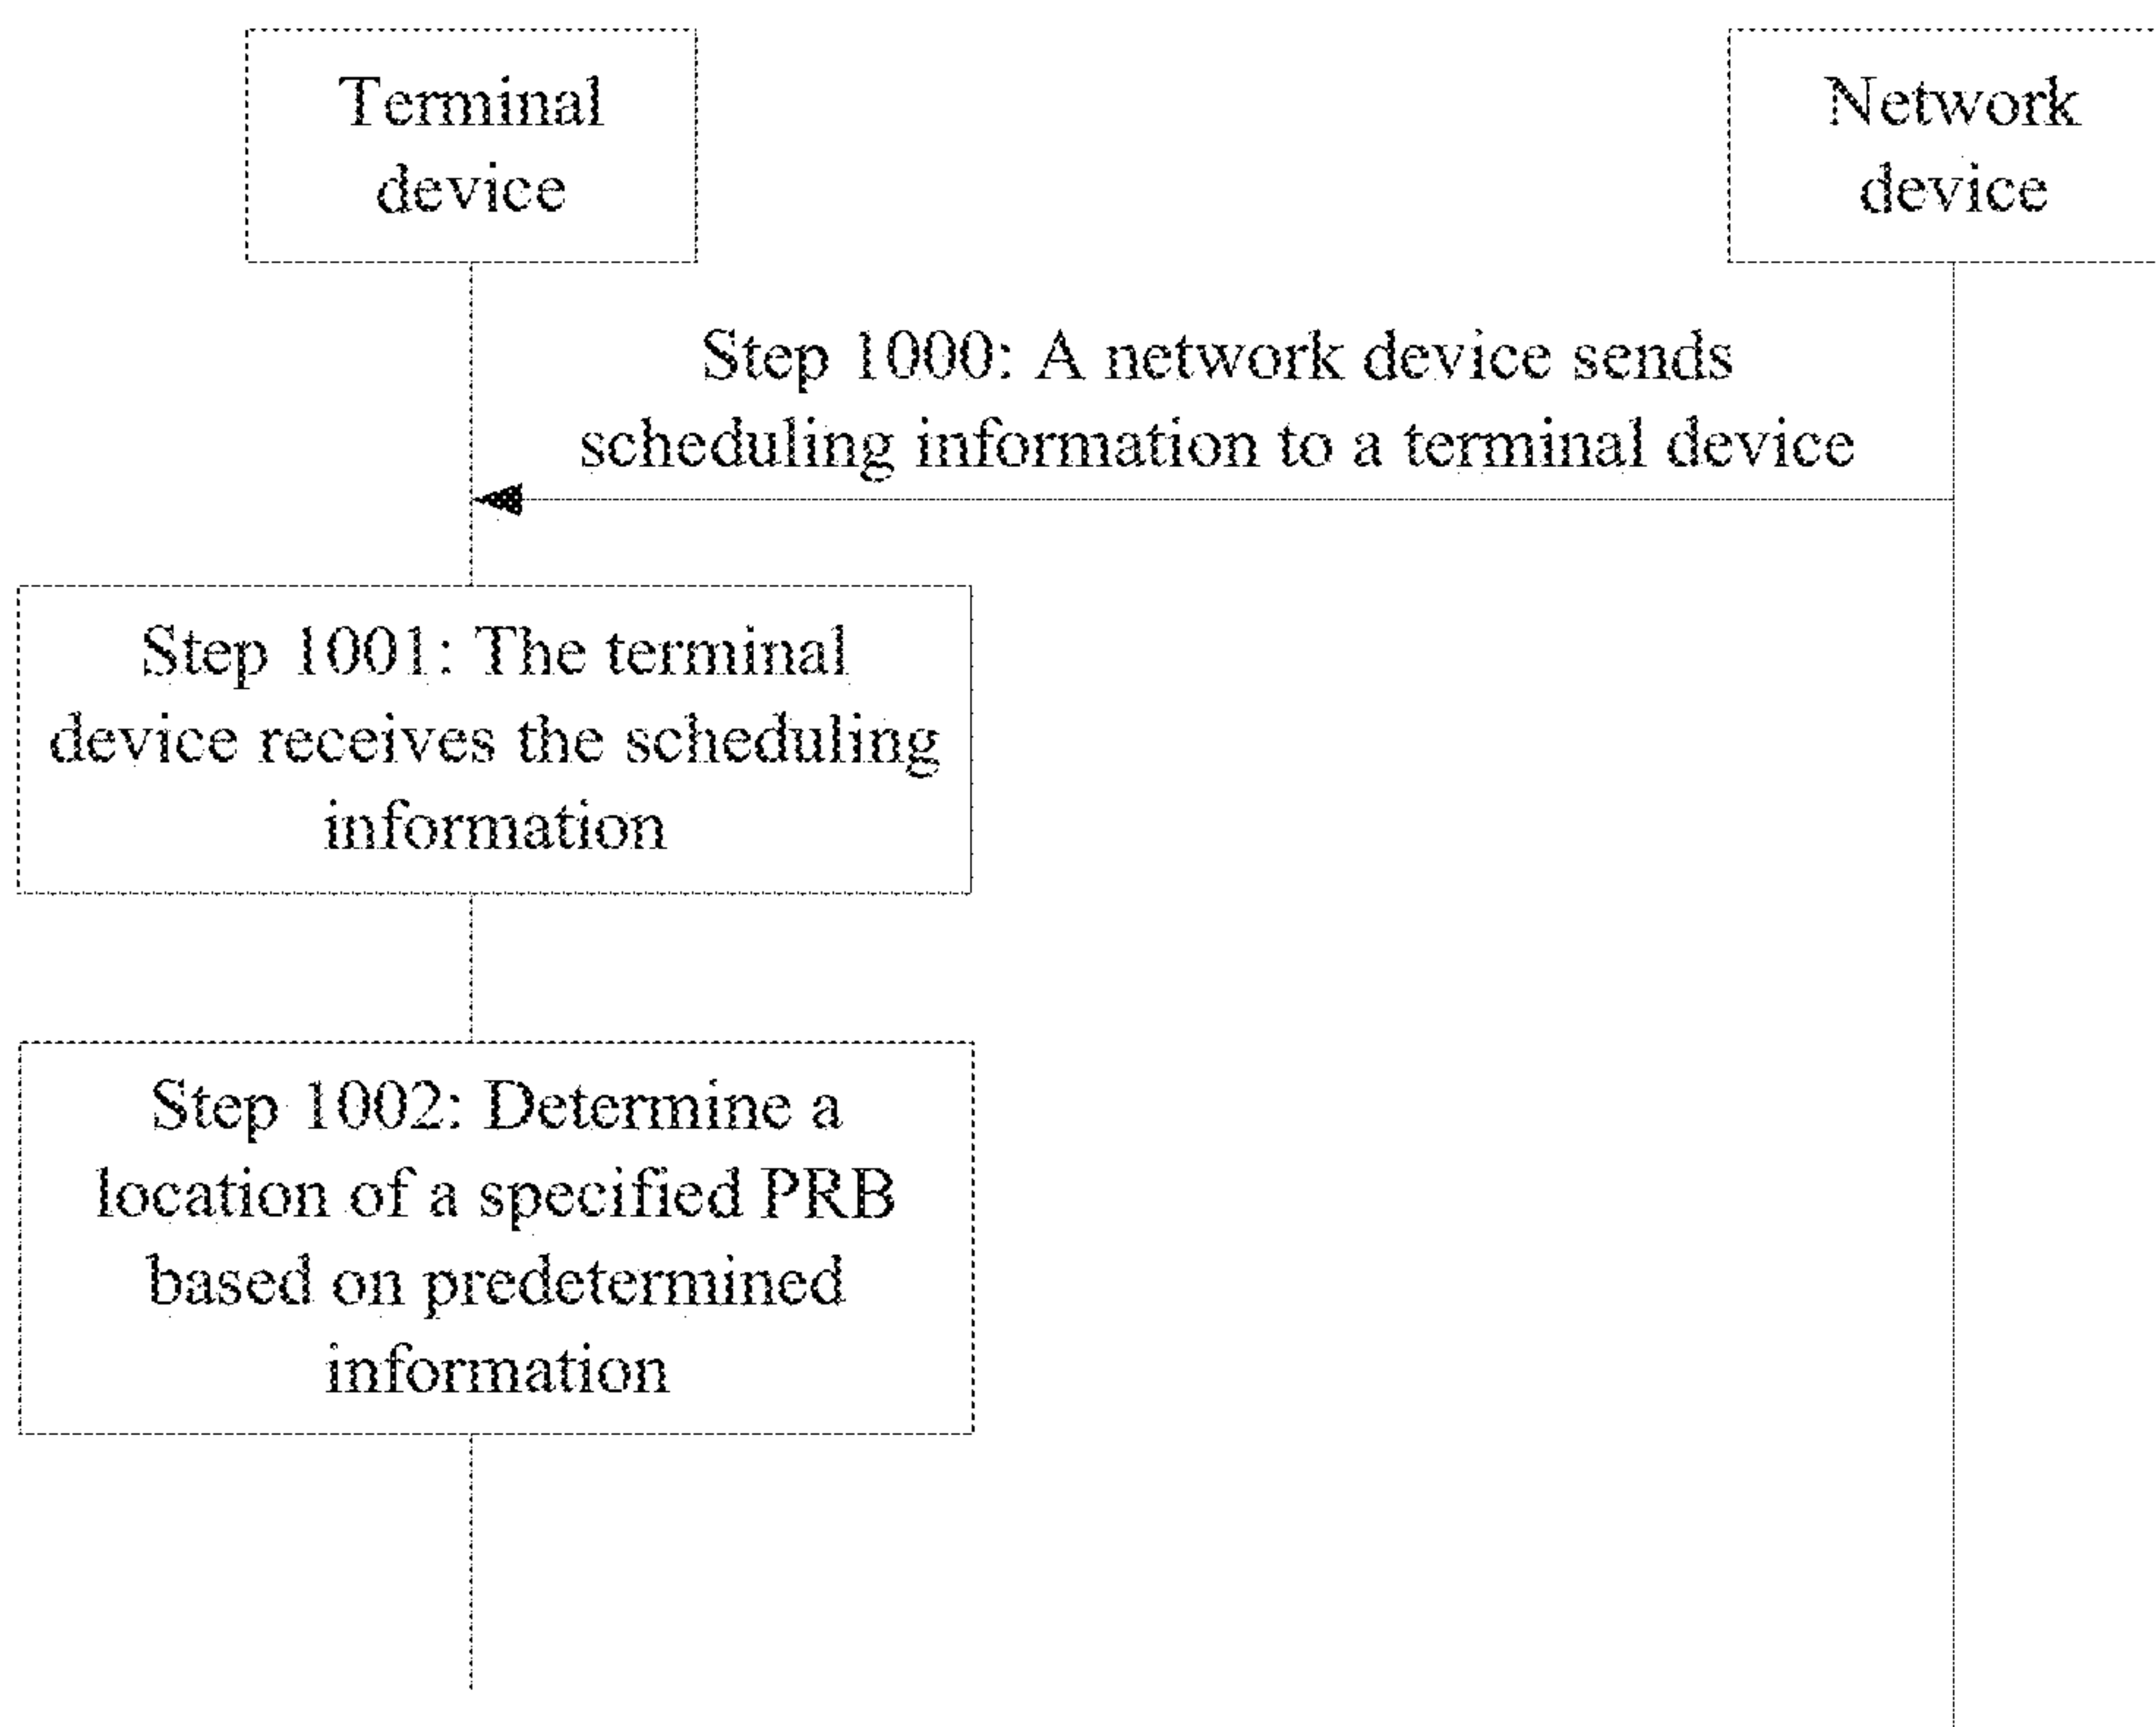 Terminal
device
Network
device
Step 1000: A network device sends
scheduling information to a terminal device
Step 1001: The terminal
device receives the scheduling
information
Step 1002: Determine a
location of a specified PRB
based on predetermined
information